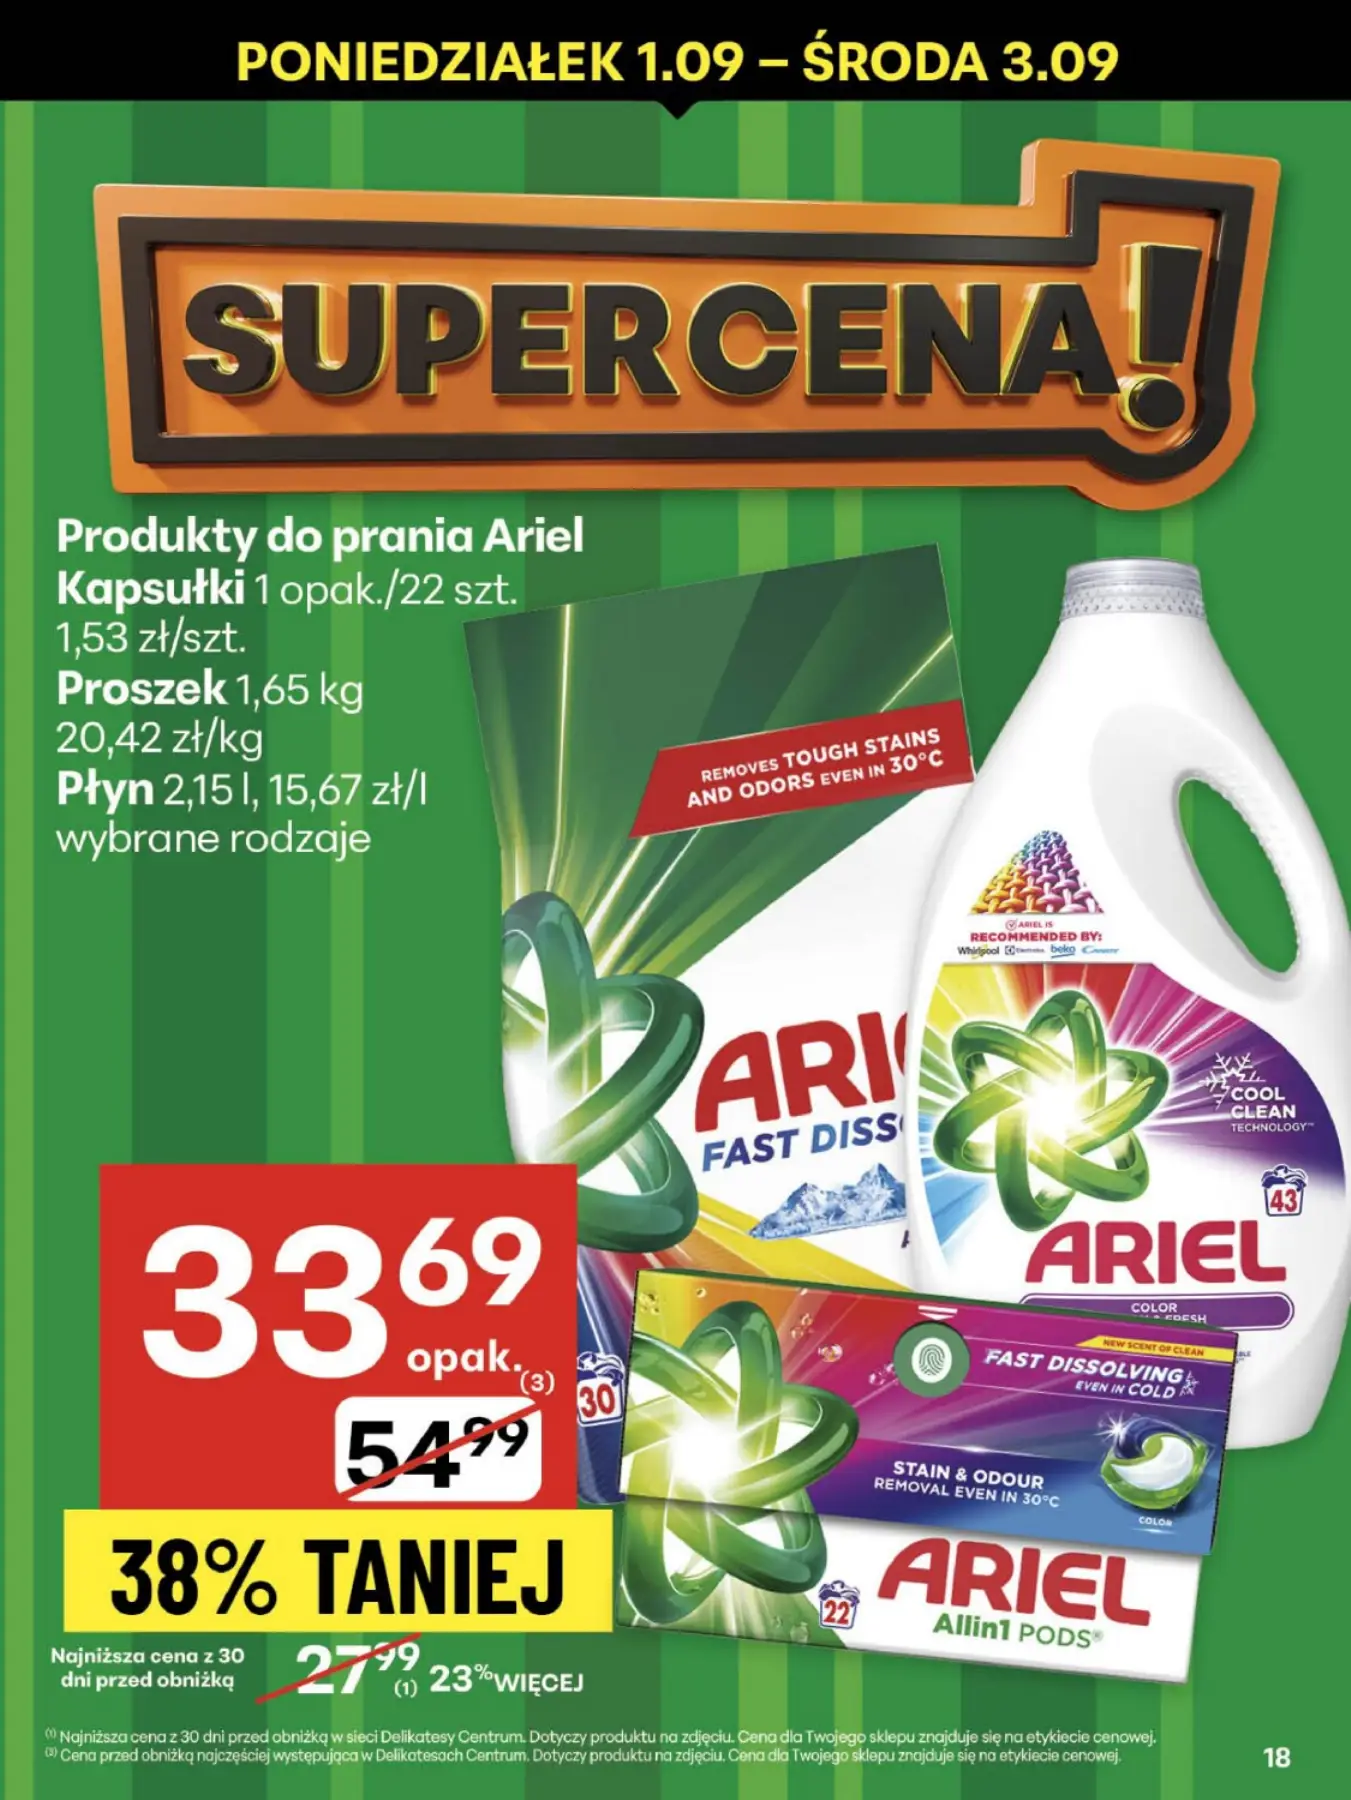 PONIEDZIAŁEK 1.09 – ŚRODA 3.09
SUPERCENA!
Produkty do prania Ariel
Kapsułki 1 opak./22 szt.
1,53 zł/szt.
Proszek 1,65 kg
20,42 zł/kg
Płyn 2,15 l, 15,67 zł/l
wybrane rodzaje
REMOVES TOUGH STAINS
AND ODORS EVEN IN 30°C
ARIEL IS
RECOMMENDED BY:
Whirlpool Electrolux beko Candy
COOL
CLEAN
TECHNOLOGY™
43
ARIEL
COLOR
ARI
FAST DISS
33 69
opak. (3)
54 99
30
38% TANIEJ
NEW SCENT OF CLEAN
FAST DISSOLVING
EVEN IN COLD
STAIN & ODOUR
REMOVAL EVEN IN 30°C
COLOR
22
ARIEL
Allin1 PODS®
Najniższa cena z 30
dni przed obniżką
27 99 (1) 23% WIĘCEJ
(1) Najniższa cena z 30 dni przed obniżką w sieci Delikatesy Centrum. Dotyczy produktu na zdjęciu. Cena dla Twojego sklepu znajduje się na etykiecie cenowej.
(3) Cena przed obniżką najczęściej występująca w Delikatesach Centrum. Dotyczy produktu na zdjęciu. Cena dla Twojego sklepu znajduje się na etykiecie cenowej.
18